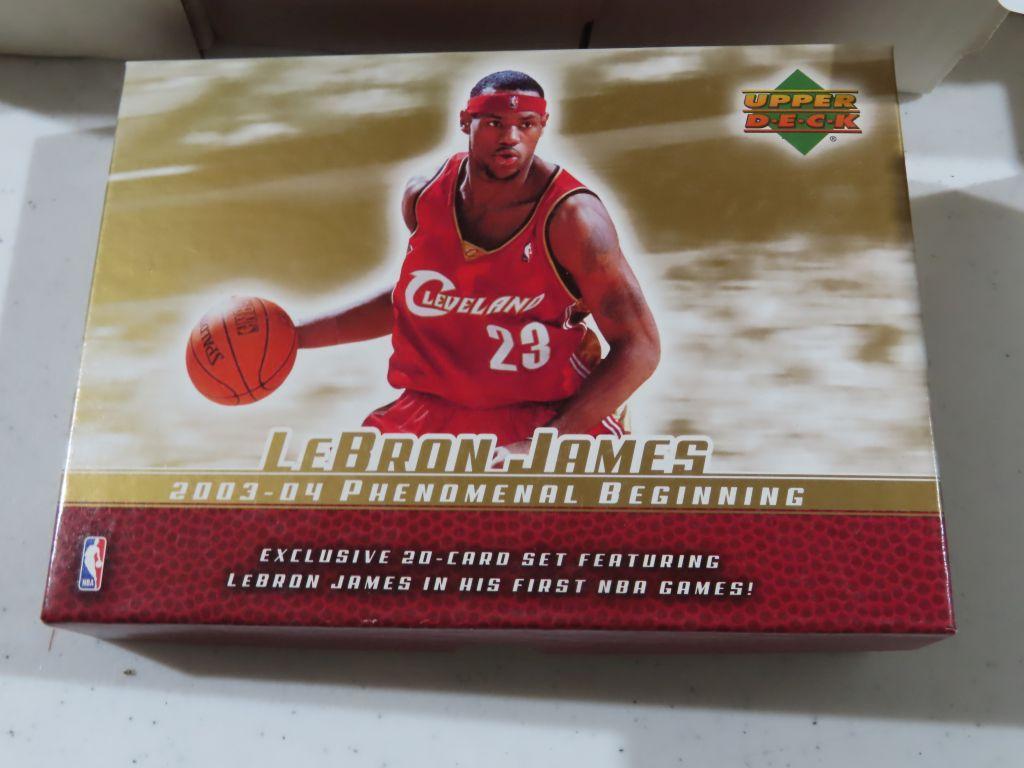 UPPER
D·E·C·K
®
CLEVELAND
23
SPALDING
NBA
LEBRON JAMES
2003-04 PHENOMENAL BEGINNING
EXCLUSIVE 20-CARD SET FEATURING
LEBRON JAMES IN HIS FIRST NBA GAMES!
NBA